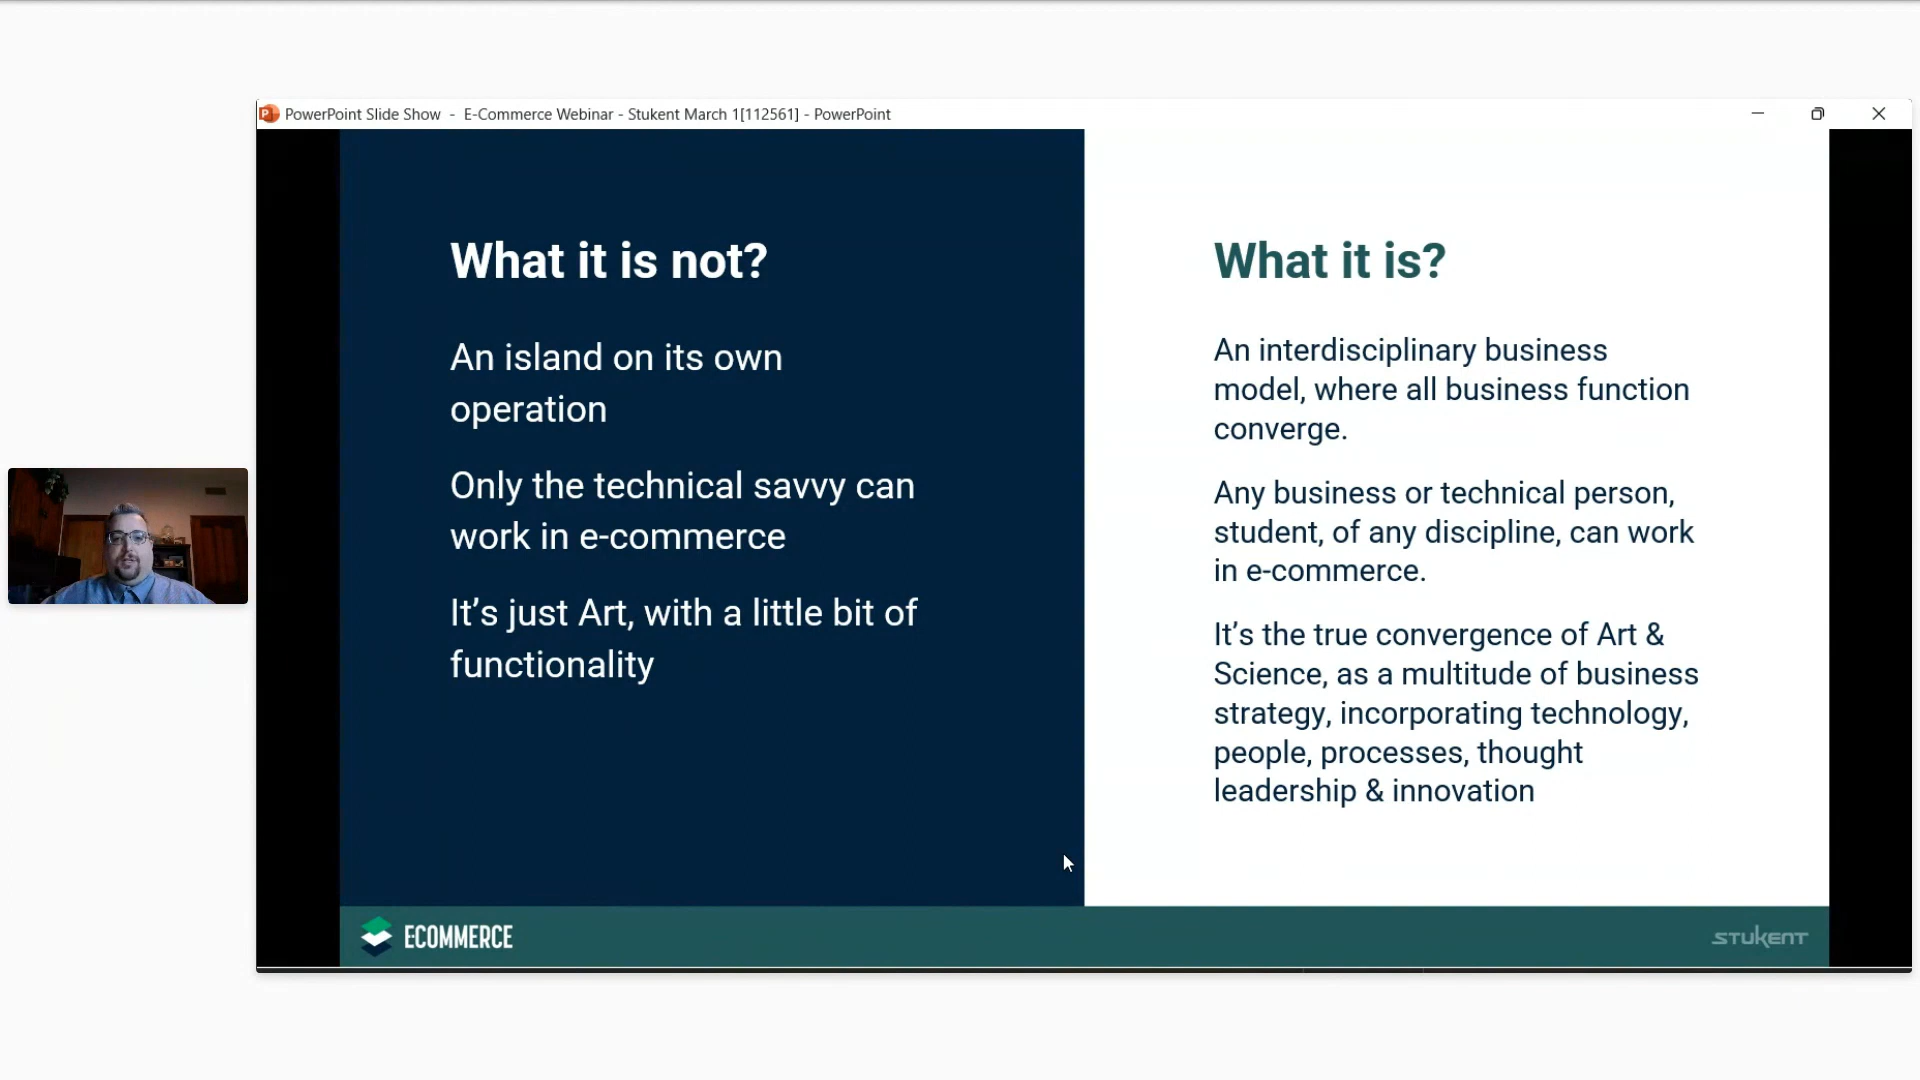 PowerPoint Slide Show - E-Commerce Webinar - Stukent March 1[112561] - PowerPoint
What it is not?
An island on its own
operation
Only the technical savvy can
work in e-commerce
It's just Art, with a little bit of
functionality
What it is?
An interdisciplinary business
model, where all business function
converge.
Any business or technical person,
student, of any discipline, can work
in e-commerce.
It's the true convergence of Art &
Science, as a multitude of business
strategy, incorporating technology,
people, processes, thought
leadership & innovation
ECOMMERCE
STUKENT